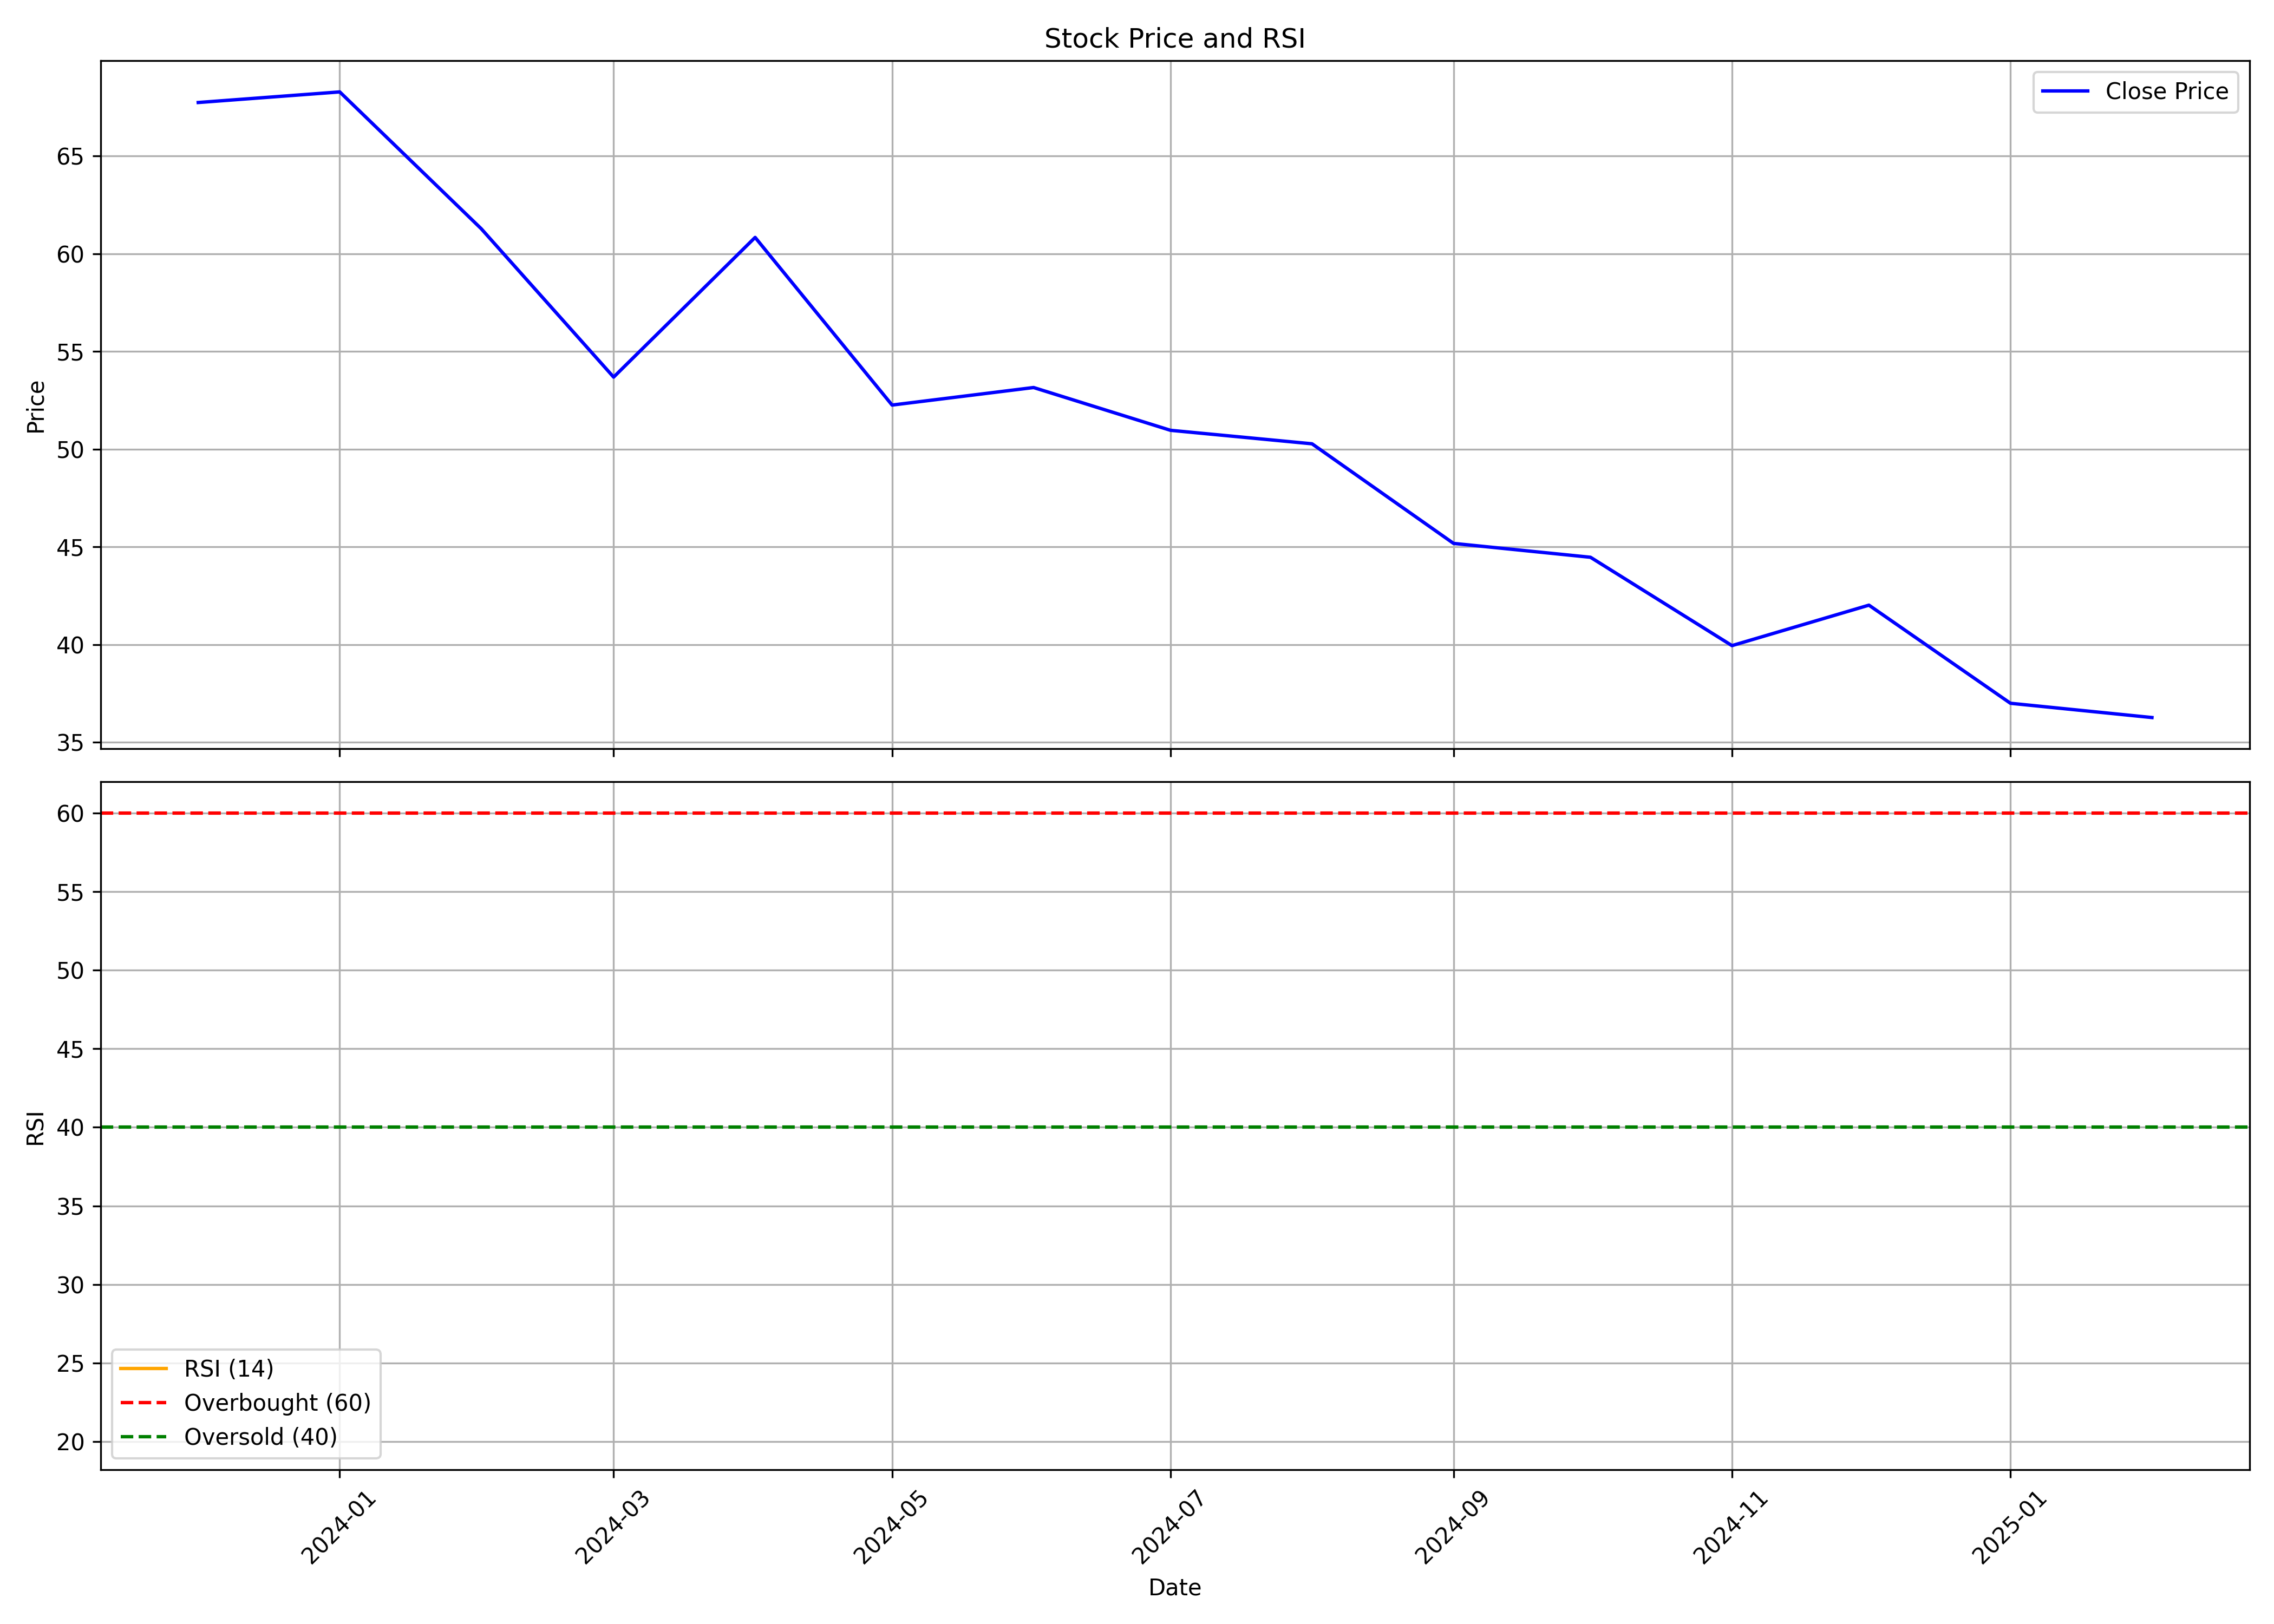 Stock Price and RSI
Close Price
Price
65
60
55
50
45
40
35
RSI
60
55
50
45
40
35
30
25
20
RSI (14)
Overbought (60)
Oversold (40)
2024-01
2024-03
2024-05
2024-07
2024-09
2024-11
2025-01
Date